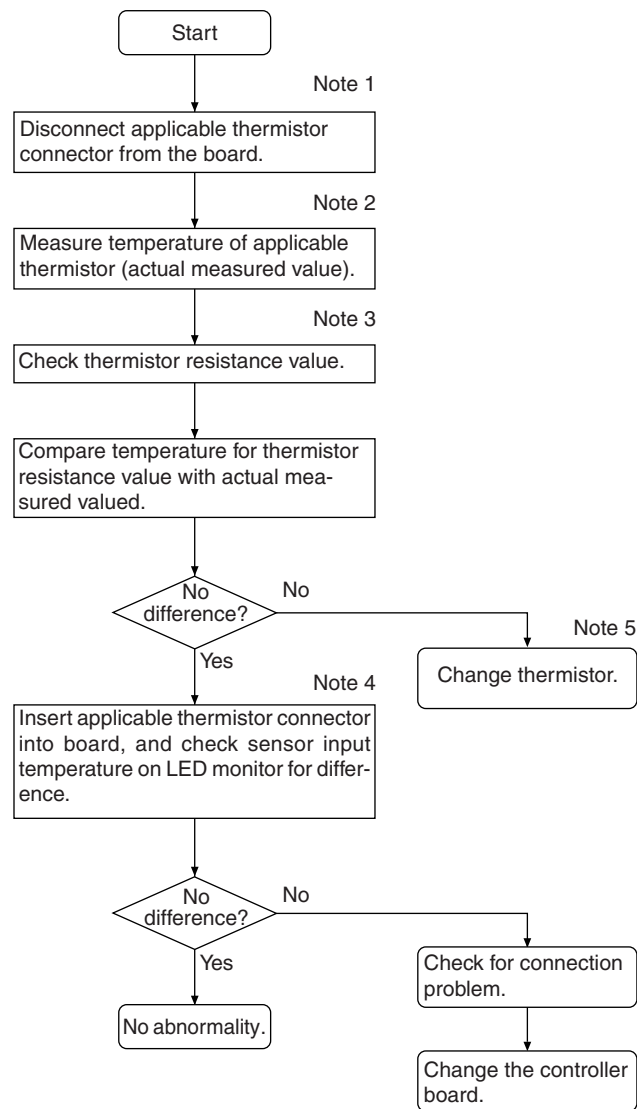 Start
Note 1
Disconnect applicable thermistor
connector from the board.
Note 2
Measure temperature of applicable
thermistor (actual measured value).
Note 3
Check thermistor resistance value.
Compare temperature for thermistor
resistance value with actual mea-
sured valued.
No
difference?
No
Yes
Note 5
Change thermistor.
Note 4
Insert applicable thermistor connector
into board, and check sensor input
temperature on LED monitor for differ-
ence.
No
difference?
No
Yes
Check for connection
problem.
No abnormality.
Change the controller
board.